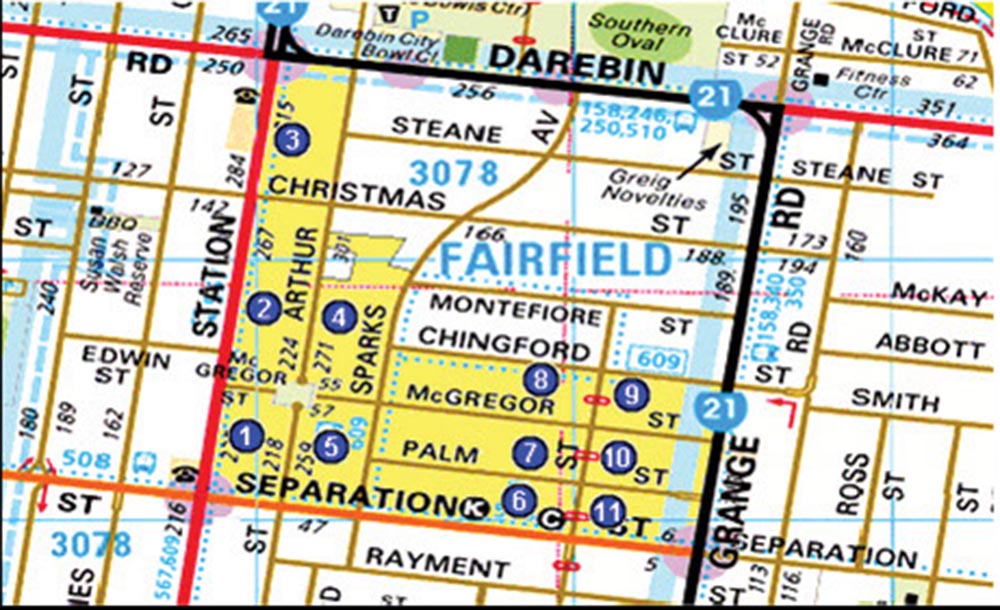 21
T P
(Bowls Ctr)
Southern
Oval
Mc
CLURE
ST 52
GRANGE
RD
FORD
ST
McCLURE 71
62
Fitness
Ctr
351
364
265
RD
250
Darebin City
Bowl Cl
DAREBIN
21
256
158,246,
250,510
ST
ST
15
3
STEANE
AV
ST
STEANE ST
127
284
3078
Greig
Novelties
CHRISTMAS
ST
195
RD
142
ST
BBQ
Susan
Walsh
Reserve
STATION
267
ARTHUR
301
166
FAIRFIELD
188
189
173
160
194
350
158,340
McKAY
240
2
4
SPARKS
MONTEFIORE
ST
CHINGFORD
609
RD
ABBOTT
EDWIN
ST
Mc
GREGOR
ST
224
271
55
57
8
McGREGOR
9
ST
ST
21
SMITH
180
189
162
1
218
259
5
609
PALM
7
ST
10
ST
GRANGE
ROSS
ST
ST
508
ST
SEPARATION
K
6
C
11
ST
6
SEPARATION
3078
216
567,609
ST
47
RAYMENT
5
113
116
RD
ST
ST